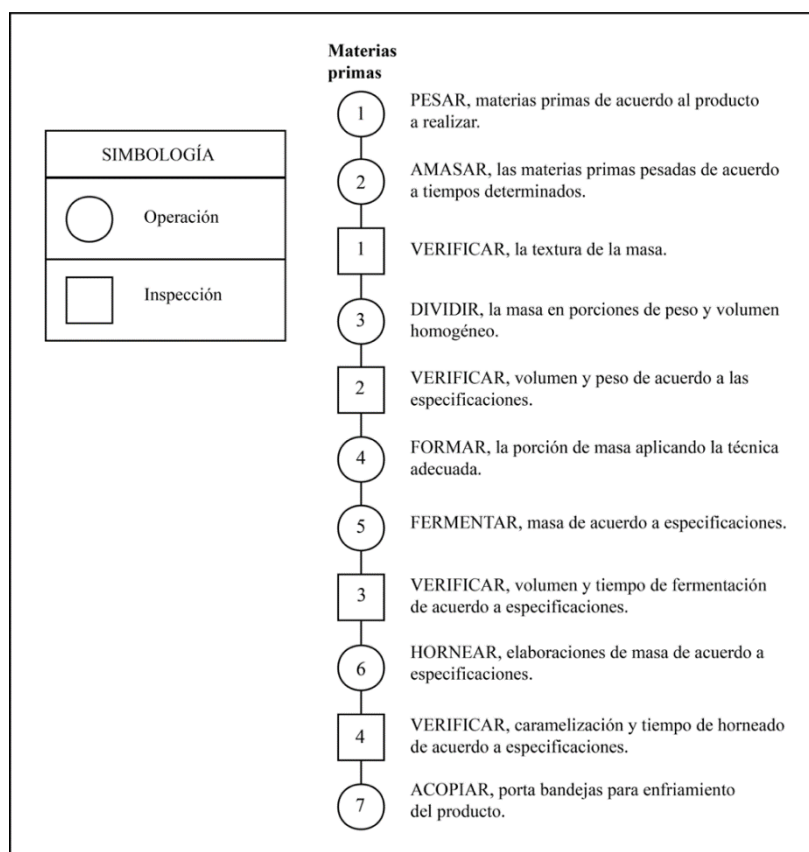 Materias
primas
1
PESAR, materias primas de acuerdo al producto
a realizar.
SIMBOLOGÍA
2
AMASAR, las materias primas pesadas de acuerdo
a tiempos determinados.
Operación
1
VERIFICAR, la textura de la masa.
Inspección
3
DIVIDIR, la masa en porciones de peso y volumen
homogéneo.
2
VERIFICAR, volumen y peso de acuerdo a las
especificaciones.
4
FORMAR, la porción de masa aplicando la técnica
adecuada.
5
FERMENTAR, masa de acuerdo a especificaciones.
3
VERIFICAR, volumen y tiempo de fermentación
de acuerdo a especificaciones.
6
HORNEAR, elaboraciones de masa de acuerdo a
especificaciones.
4
VERIFICAR, caramelización y tiempo de horneado
de acuerdo a especificaciones.
7
ACOPIAR, porta bandejas para enfriamiento
del producto.